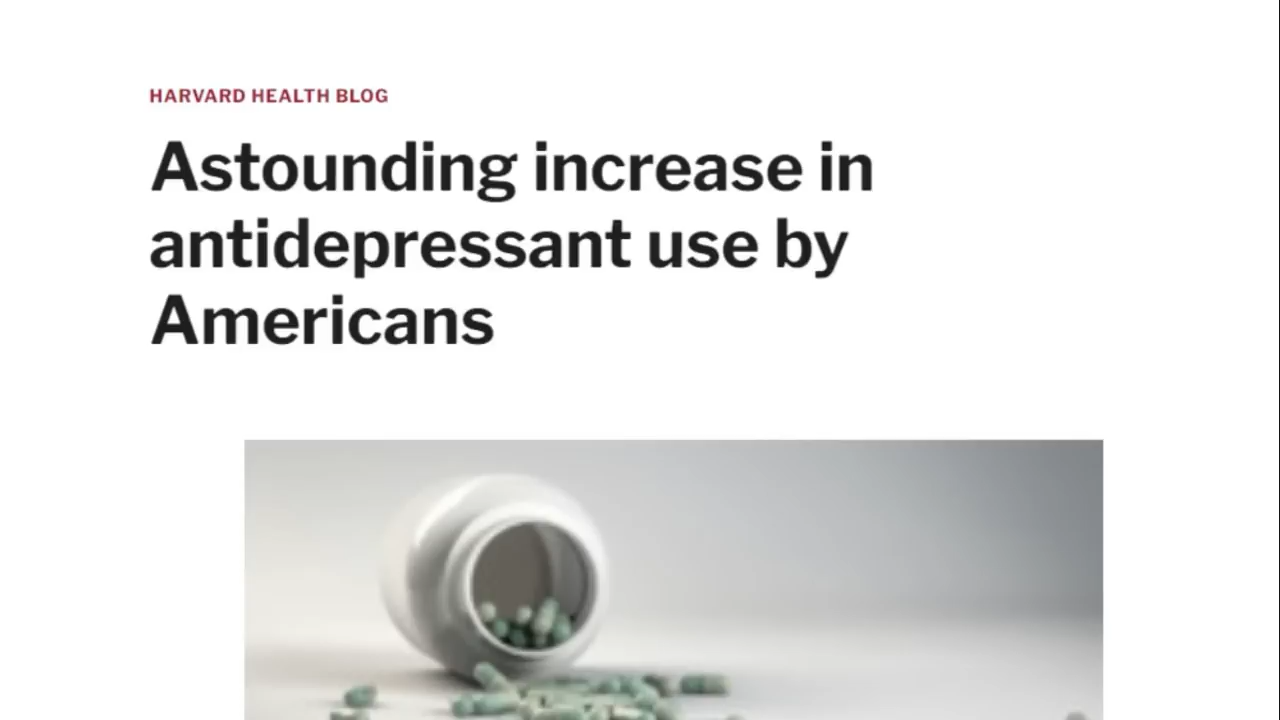 HARVARD HEALTH BLOG
Astounding increase in
antidepressant use by
Americans